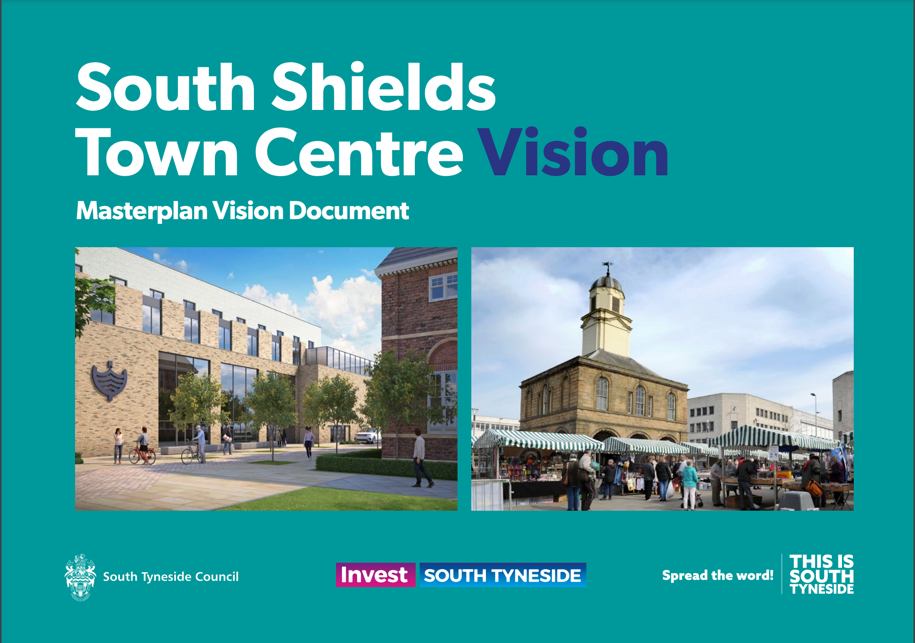 South Shields
Town Centre Vision
Masterplan Vision Document
South Tyneside Council
Invest SOUTH TYNESIDE
Spread the word!
THIS IS
SOUTH
TYNESIDE